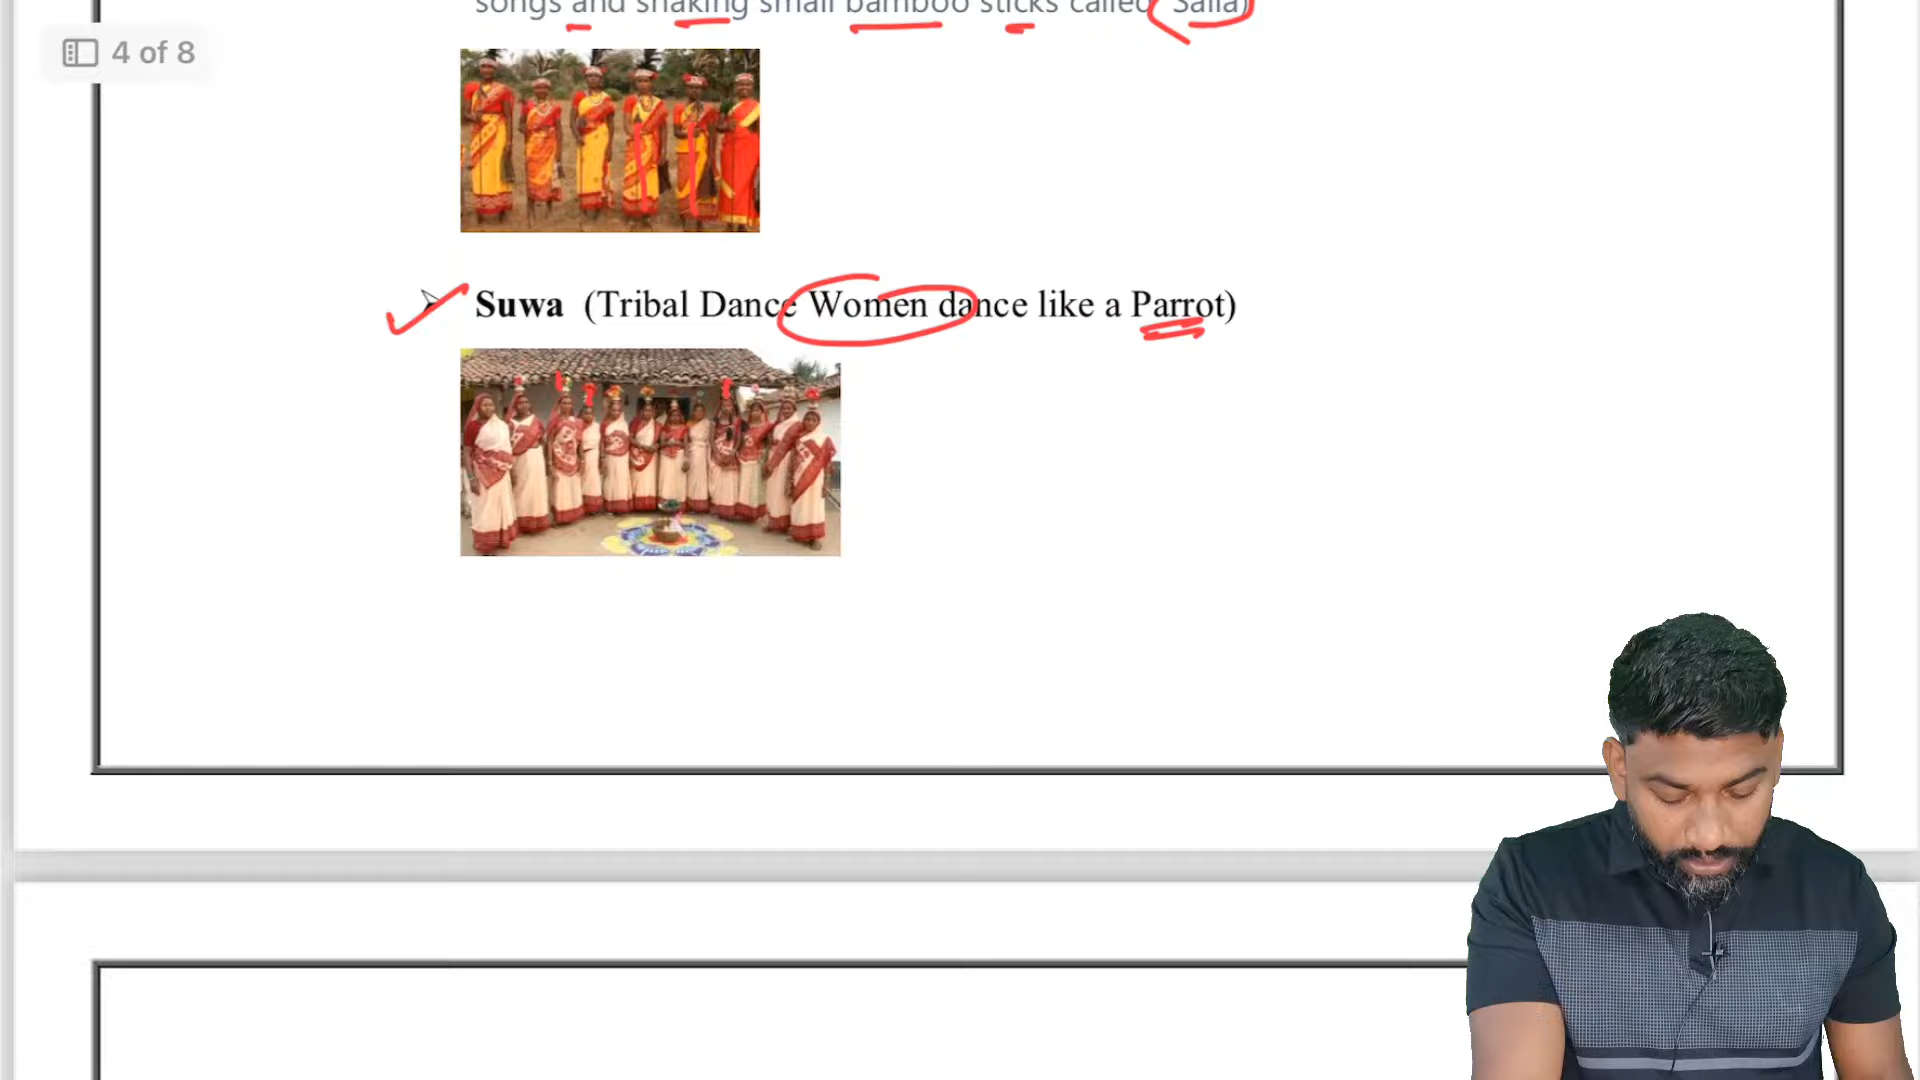 songs and shaking small bamboo sticks called Saila)
4 of 8
Suwa (Tribal Dance Women dance like a Parrot)